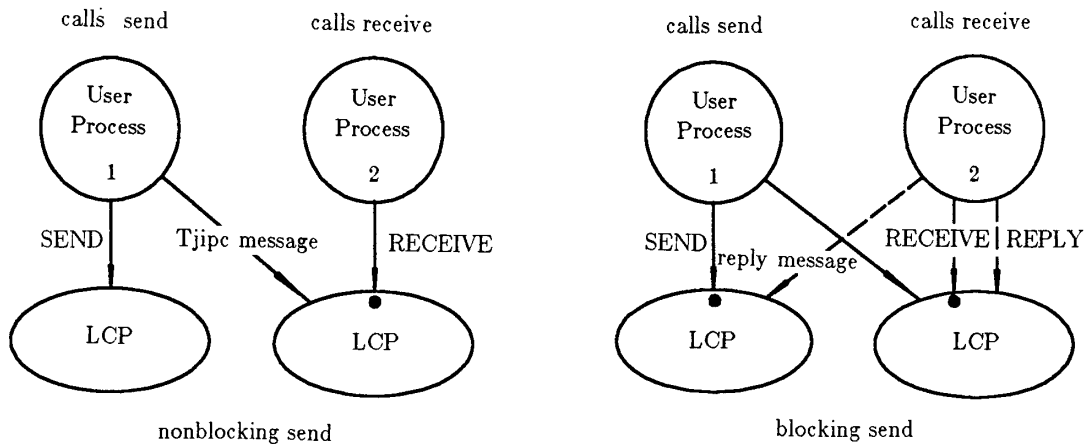 calls send
calls receive
User
Process
1
User
Process
2
SEND
Tjipc message
RECEIVE
LCP
LCP
nonblocking send
calls send
calls receive
User
Process
1
User
Process
2
SEND
reply message
RECEIVE
REPLY
LCP
LCP
blocking send